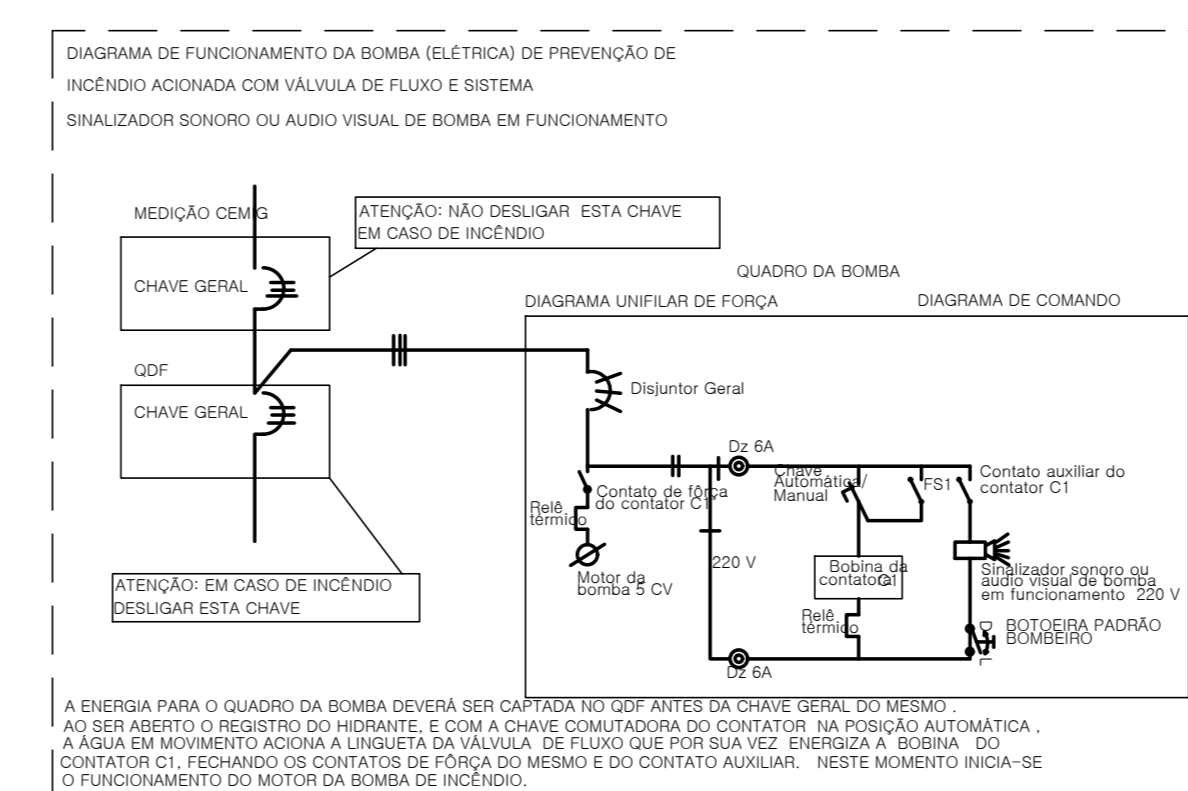 DIAGRAMA DE FUNCIONAMENTO DA BOMBA (ELÉTRICA) DE PREVENÇÃO DE
INCÊNDIO ACIONADA COM VÁLVULA DE FLUXO E SISTEMA
SINALIZADOR SONORO OU AUDIO VISUAL DE BOMBA EM FUNCIONAMENTO
MEDIÇÃO CEMIG
CHAVE GERAL
ATENÇÃO: NÃO DESLIGAR ESTA CHAVE
EM CASO DE INCÊNDIO
QDF
CHAVE GERAL
ATENÇÃO: EM CASO DE INCÊNDIO
DESLIGAR ESTA CHAVE
QUADRO DA BOMBA
DIAGRAMA UNIFILAR DE FORÇA
DIAGRAMA DE COMANDO
Disjuntor Geral
Contato de fôrça
do contator C1
Relê
térmico
Motor da
bomba 5 CV
Dz 6A
220 V
Dz 6A
Chave
Automática/
Manual
FS1
Contato auxiliar do
contator C1
Bobina da
contatora
C1
Relê
térmico
Sinalizador sonoro ou
audio visual de bomba
em funcionamento 220 V
D
L
BOTOEIRA PADRÃO
BOMBEIRO
A ENERGIA PARA O QUADRO DA BOMBA DEVERÁ SER CAPTADA NO QDF ANTES DA CHAVE GERAL DO MESMO .
AO SER ABERTO O REGISTRO DO HIDRANTE, E COM A CHAVE COMUTADORA DO CONTATOR NA POSIÇÃO AUTOMÁTICA ,
A ÁGUA EM MOVIMENTO ACIONA A LINGUETA DA VÁLVULA DE FLUXO QUE POR SUA VEZ ENERGIZA A BOBINA DO
CONTATOR C1, FECHANDO OS CONTATOS DE FÔRÇA DO MESMO E DO CONTATO AUXILIAR. NESTE MOMENTO INICIA-SE
O FUNCIONAMENTO DO MOTOR DA BOMBA DE INCÊNDIO.